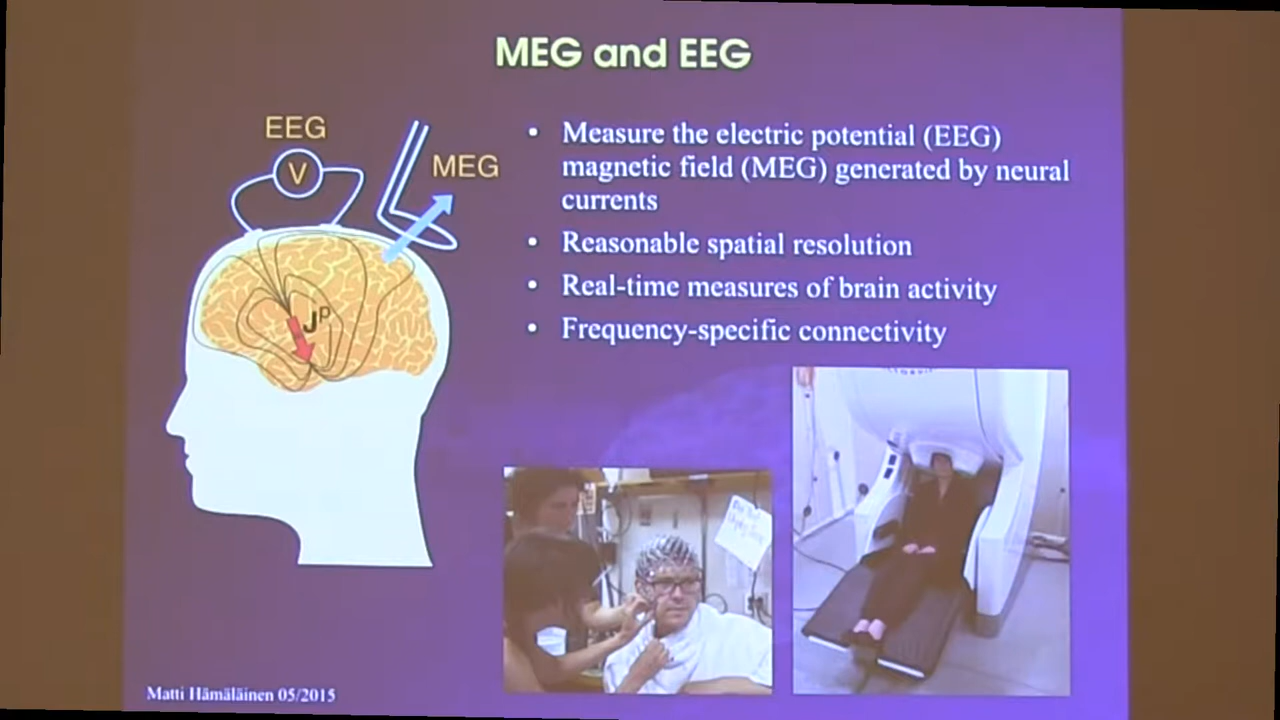 MEG and EEG
EEG
V
MEG
J^P
• Measure the electric potential (EEG)
magnetic field (MEG) generated by neural
currents
• Reasonable spatial resolution
• Real-time measures of brain activity
• Frequency-specific connectivity
Matti Hämäläinen 05/2015